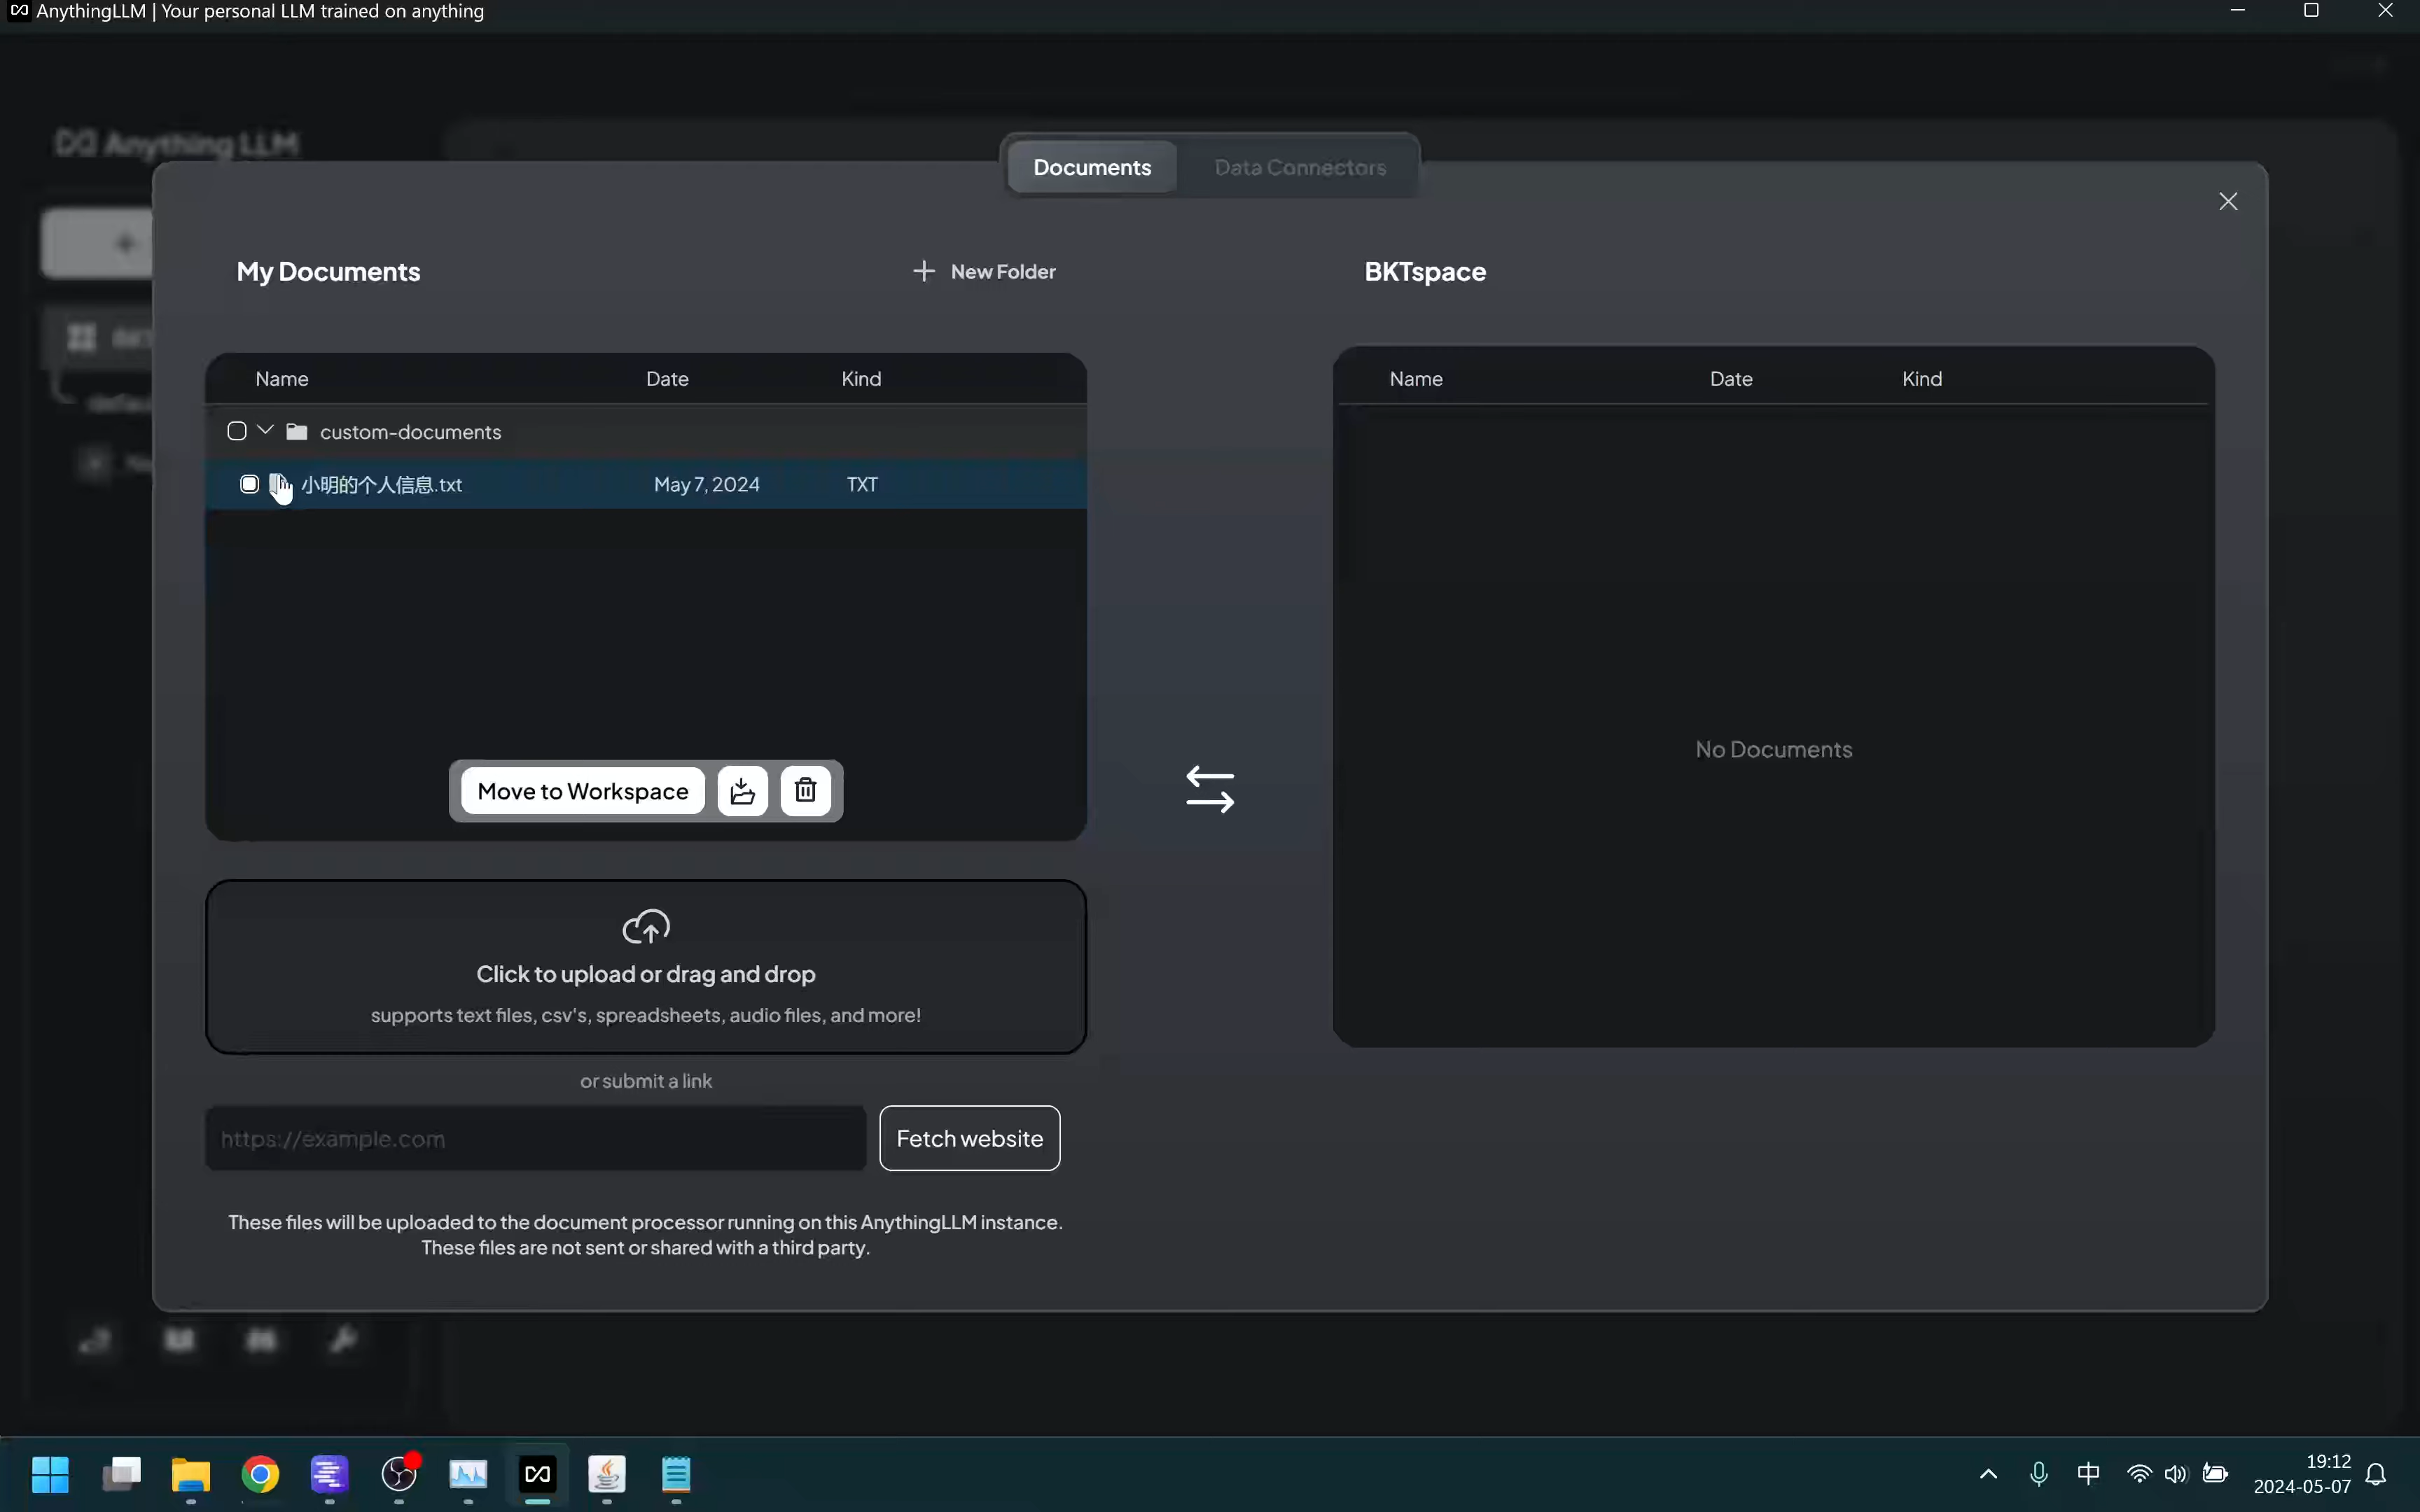 AnythingLLM | Your personal LLM trained on anything
Anything LLM
Documents
Data Connectors
My Documents
New Folder
BKTspace
Name Date Kind
custom-documents
小明的个人信息.txt May 7, 2024 TXT
Move to Workspace
Click to upload or drag and drop
supports text files, csv's, spreadsheets, audio files, and more!
or submit a link
https://example.com
Fetch website
These files will be uploaded to the document processor running on this AnythingLLM instance.
These files are not sent or shared with a third party.
Name Date Kind
No Documents
中
19:12
2024-05-07